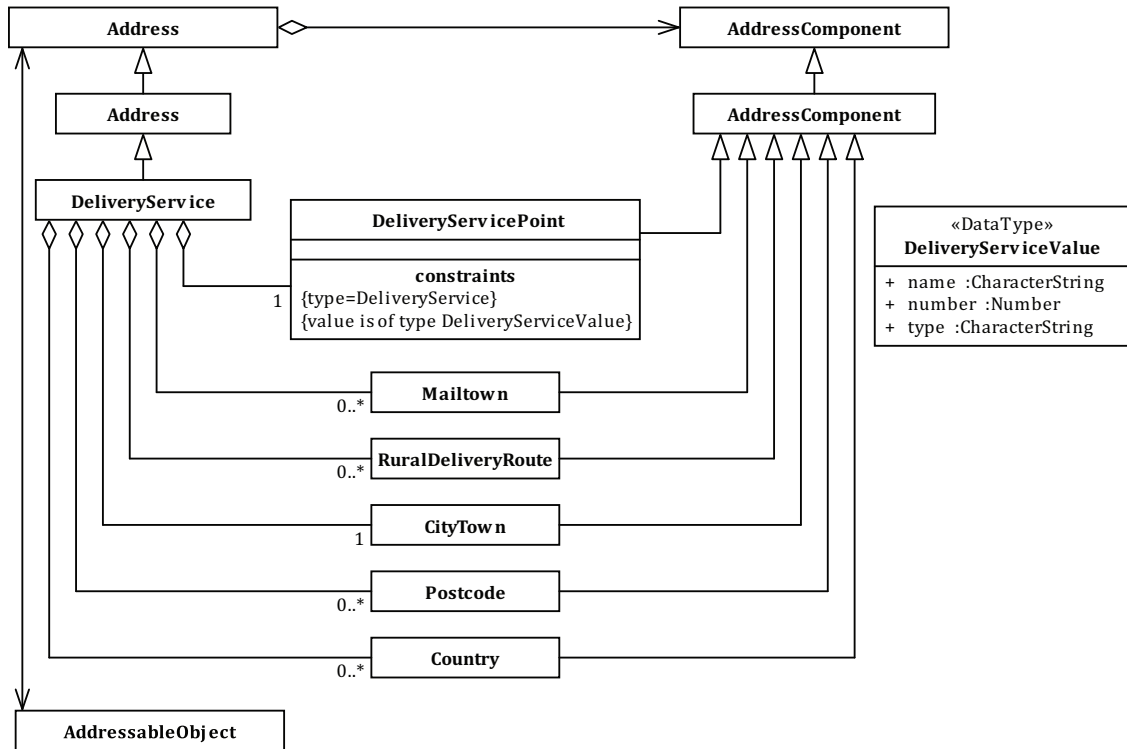 Address
AddressComponent
Address
AddressComponent
DeliveryService
DeliveryServicePoint
constraints
{type=DeliveryService}
{value is of type DeliveryServiceValue}
1
«DataType»
DeliveryServiceValue
+ name :CharacterString
+ number :Number
+ type :CharacterString
Mailtown
0..*
RuralDeliveryRoute
0..*
CityTown
1
Postcode
0..*
Country
0..*
AddressableObject